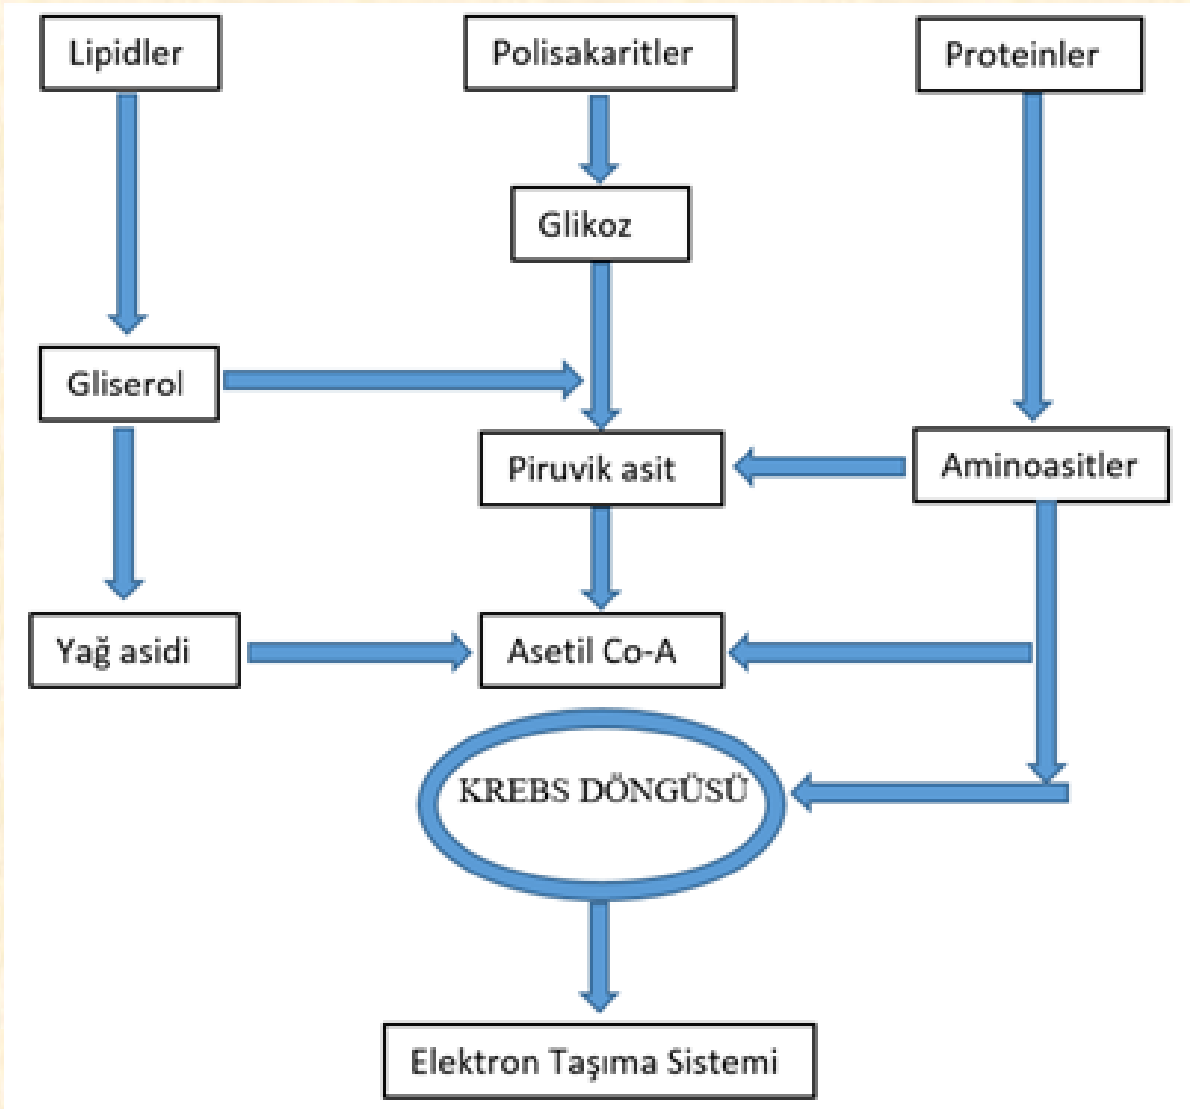 Lipidler
Polisakaritler
Proteinler
Glikoz
Gliserol
Piruvik asit
Aminoasitler
Yağ asidi
Asetil Co-A
KREBS DÖNGÜSÜ
Elektron Taşıma Sistemi